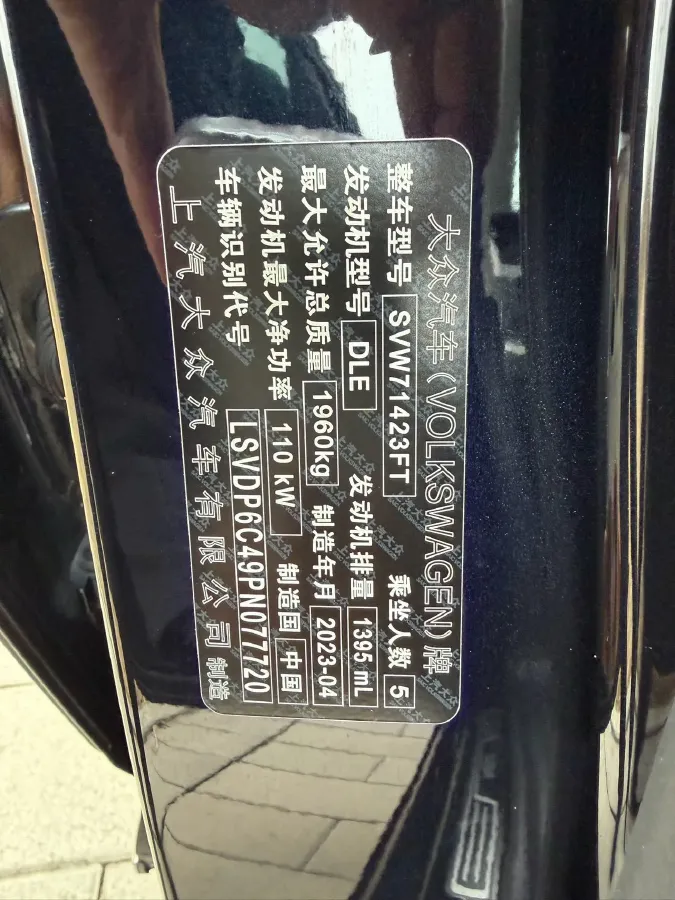 大众汽车(VOLKSWAGEN)牌
整车型号 SVW71423FT 乘坐人数 5
发动机型号 DLE 发动机排量 1395 mL
最大允许总质量 1960kg 制造年月 2023-04
发动机最大净功率 110 kW 制造国 中国
车辆识别代号 LSVDP6C49PN077720
上汽大众汽车有限公司制造